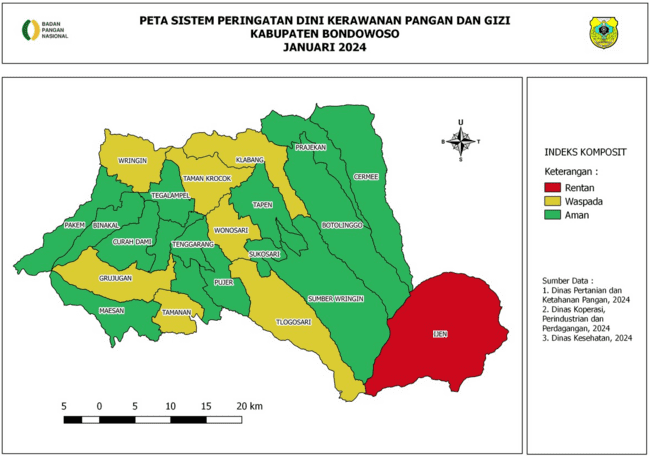 BADAN
PANGAN
NASIONAL
PETA SISTEM PERINGATAN DINI KERAWANAN PANGAN DAN GIZI
KABUPATEN BONDOWOSO
JANUARI 2024
U
B
T
S
PRAJEKAN
WRINGIN
KLABANG
CERMEE
TAMAN KROCOK
TEGALAMPEL
TAPEN
PAKEM
BINAKAL
BOTOLINGGO
WONOSARI
CURAH DAMI
TENGGARANG
SUKOSARI
GRUJUGAN
PUJER
SUMBER WRINGIN
MAESAN
TAMANAN
TLOGOSARI
IJEN
5 0 5 10 15 20 km
INDEKS KOMPOSIT
Keterangan :
Rentan
Waspada
Aman
Sumber Data :
1. Dinas Pertanian dan
Ketahanan Pangan, 2024
2. Dinas Koperasi,
Perindustrian dan
Perdagangan, 2024
3. Dinas Kesehatan, 2024